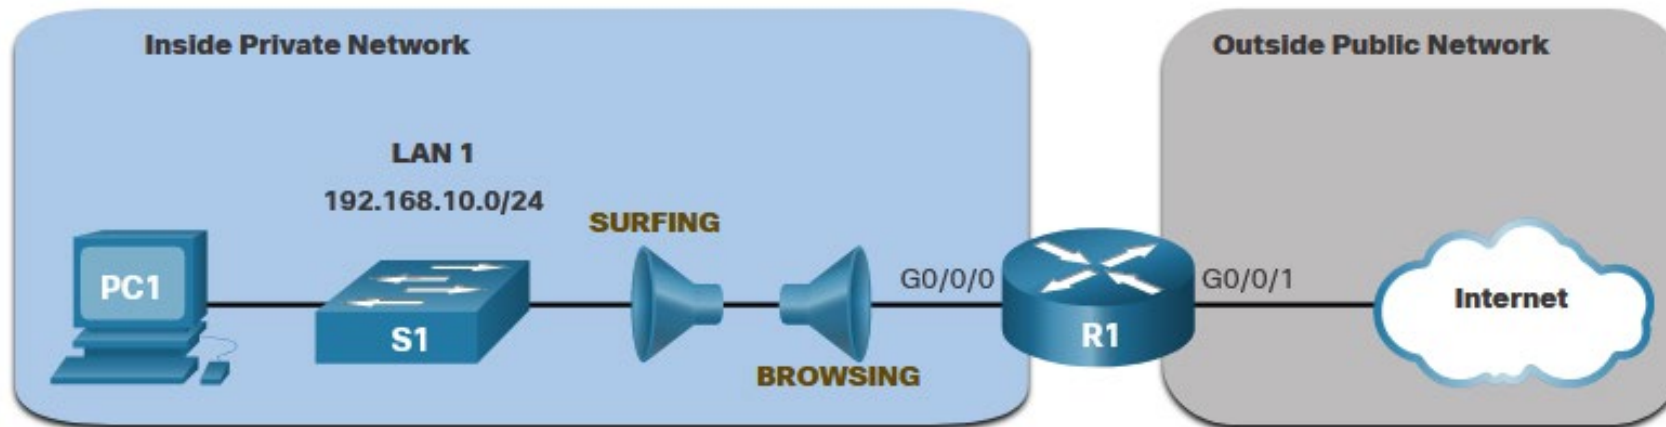 Inside Private Network
Outside Public Network
LAN 1
192.168.10.0/24
SURFING
PC1
S1
G0/0/0
R1
G0/0/1
Internet
BROWSING